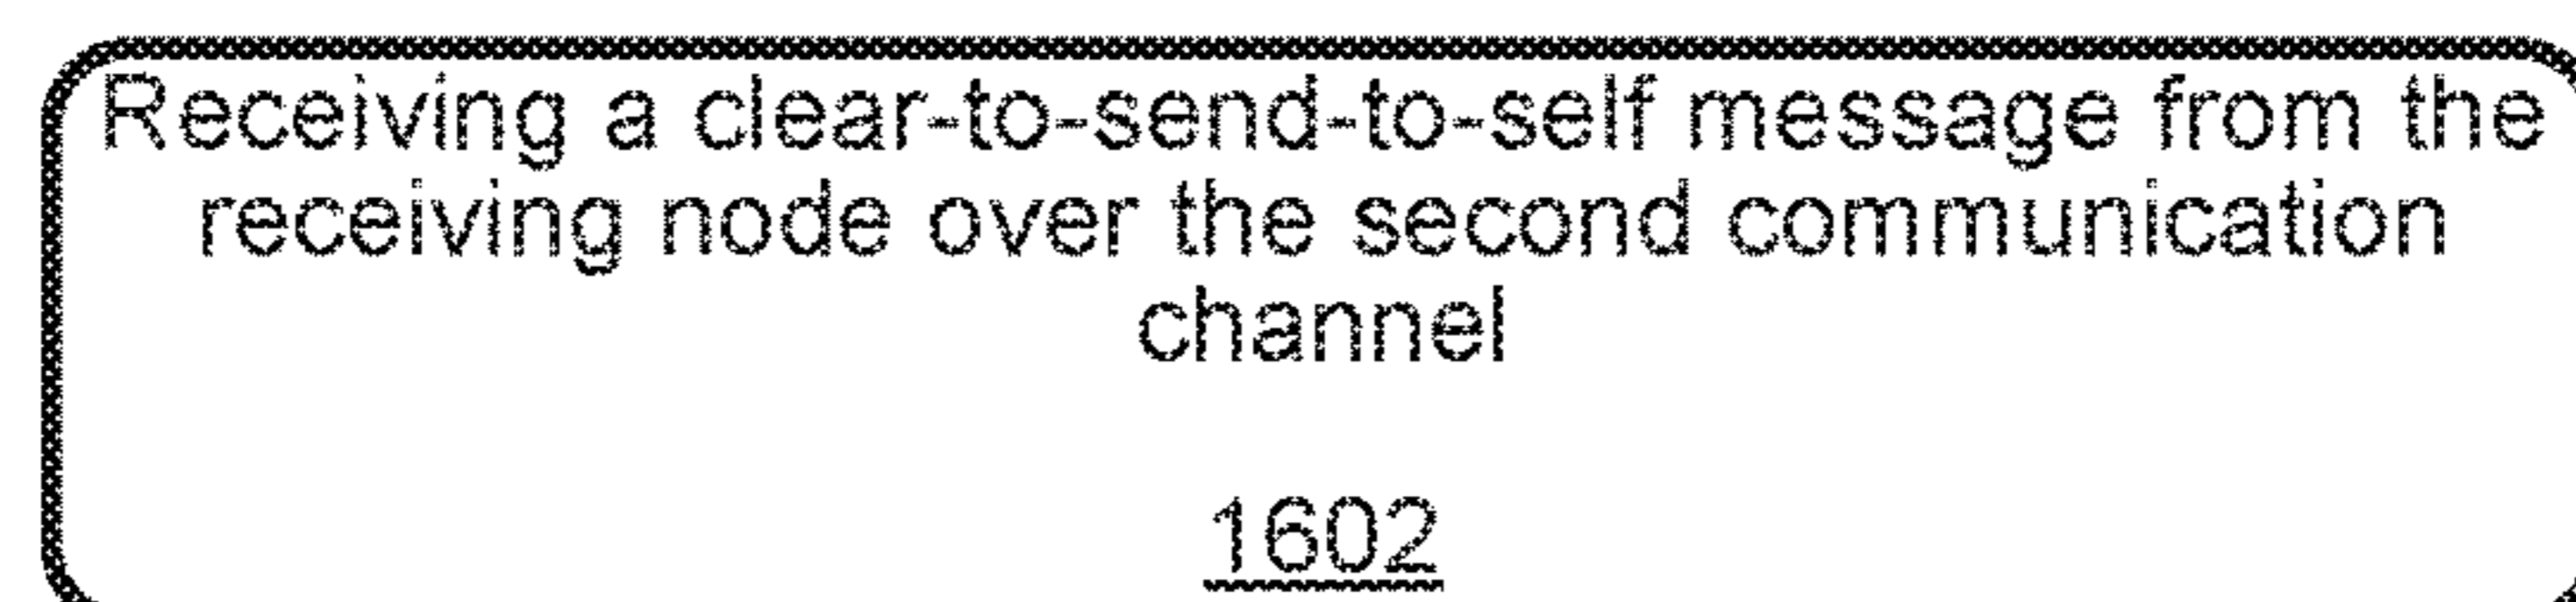 Receiving a clear-to-send-to-self message from the
receiving node over the second communication
channel
1602